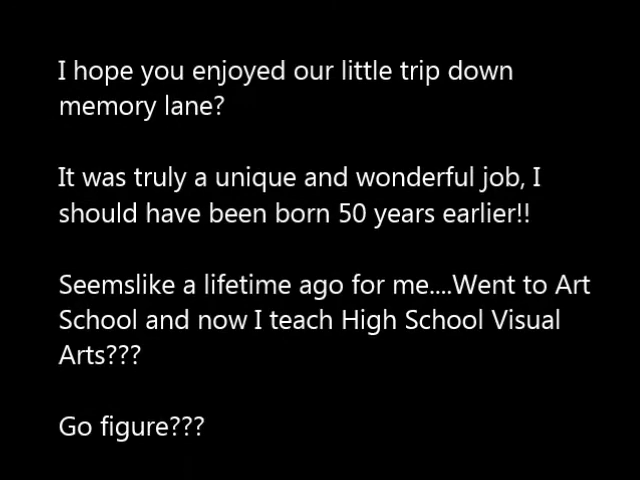 I hope you enjoyed our little trip down
memory lane?
It was truly a unique and wonderful job, I
should have been born 50 years earlier!!
Seemslike a lifetime ago for me....Went to Art
School and now I teach High School Visual
Arts???
Go figure???